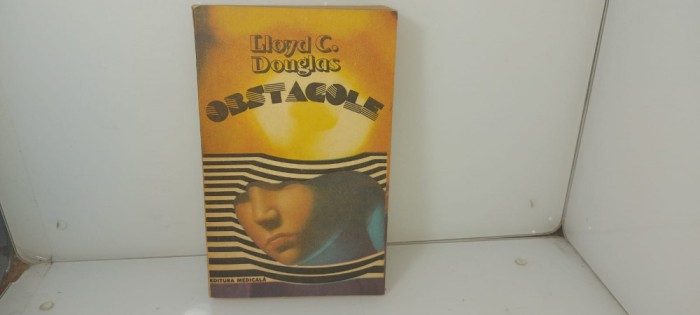 Lloyd C.
Douglas
OBSTACOLE
EDITURA MEDICALĂ